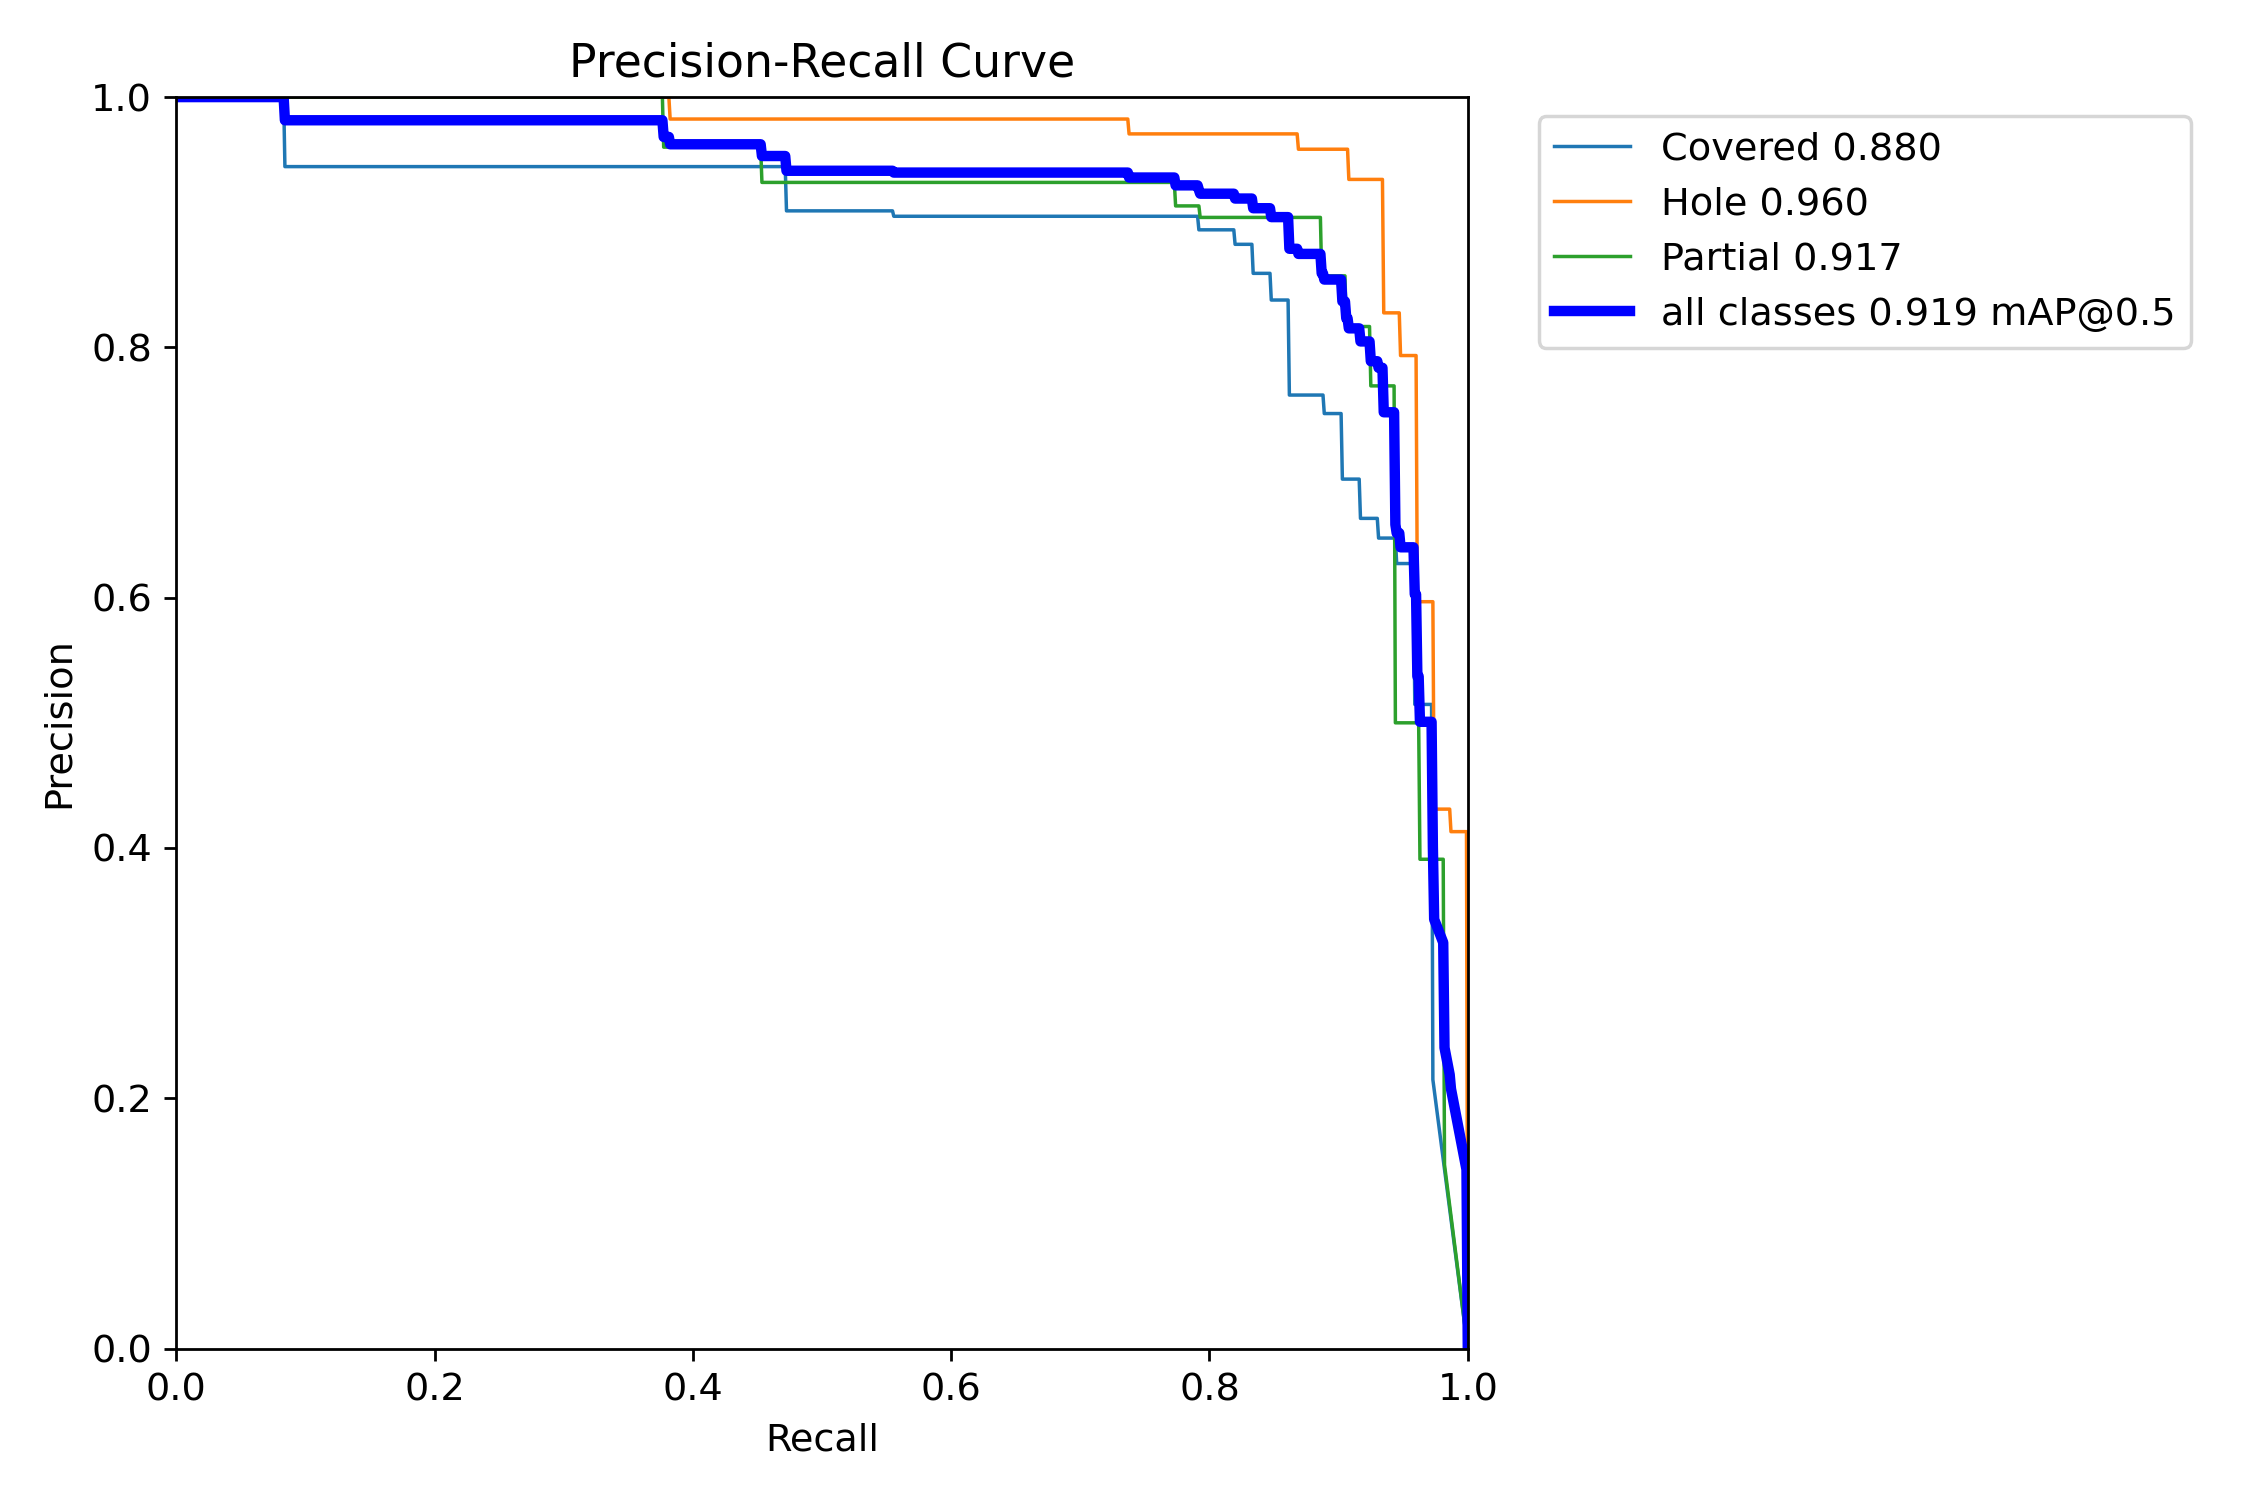 Precision-Recall Curve
1.0
0.8
0.6
0.4
0.2
0.0
Precision
0.0 0.2 0.4 0.6 0.8 1.0
Recall
Covered 0.880
Hole 0.960
Partial 0.917
all classes 0.919 mAP@0.5